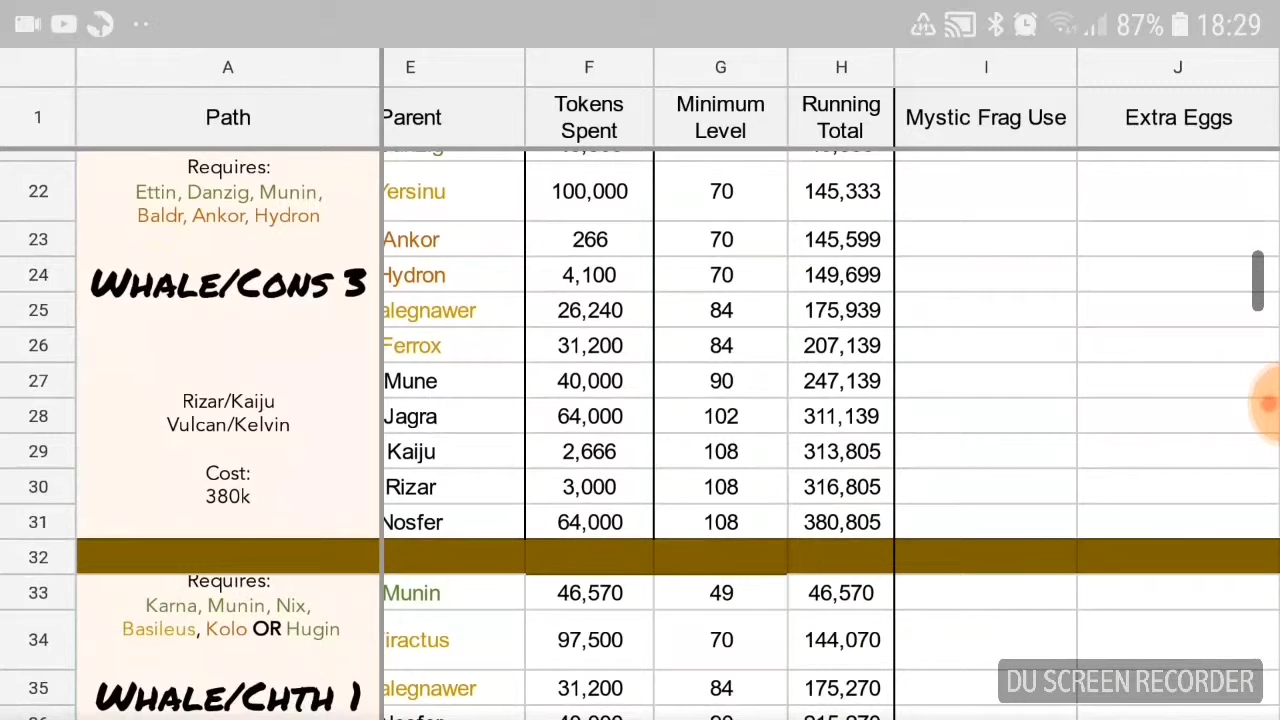 87% 18:29
A E F G H I J
1 Path Parent Tokens Spent Minimum Level Running Total Mystic Frag Use Extra Eggs
Requires:
Ettin, Danzig, Munin,
Baldr, Ankor, Hydron
WHALE/CONS 3
Rizar/Kaiju
Vulcan/Kelvin
Cost:
380k
22 Yersinu 100,000 70 145,333
23 Ankor 266 70 145,599
24 Hydron 4,100 70 149,699
25 alegnawer 26,240 84 175,939
26 Ferrox 31,200 84 207,139
27 Mune 40,000 90 247,139
28 Jagra 64,000 102 311,139
29 Kaiju 2,666 108 313,805
30 Rizar 3,000 108 316,805
31 Nosfer 64,000 108 380,805
32
Requires:
Karna, Munin, Nix,
Basileus, Kolo OR Hugin
WHALE/CHTH 1
33 Munin 46,570 49 46,570
34 iractus 97,500 70 144,070
35 alegnawer 31,200 84 175,270
DU SCREEN RECORDER